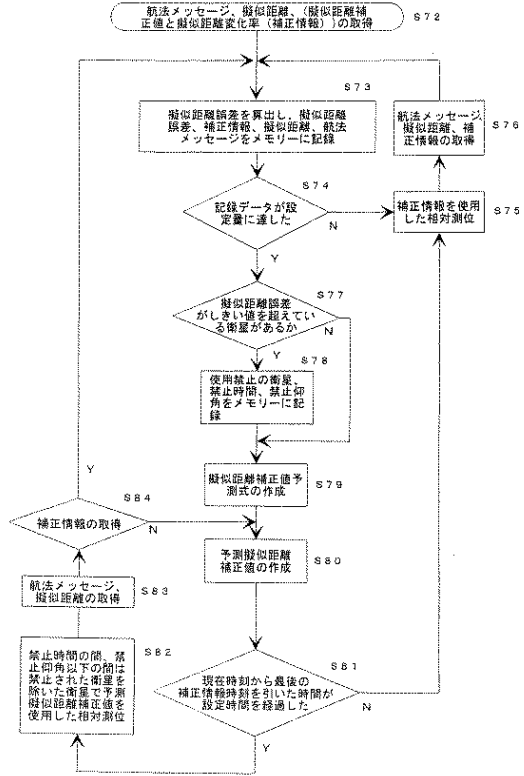 航法メッセージ、擬似距離、(擬似距離補
正値と擬似距離変化率(補正情報))の取得
S72
S73
擬似距離誤差を算出し、擬似距離
誤差、補正情報、擬似距離、航法
メッセージをメモリーに記録
航法メッセージ、
擬似距離、補
正情報の取得
S76
S74
記録データが設
定量に達した
N
Y
補正情報を使用
した相対測位
S75
S77
擬似距離誤差
がしきい値を超えてい
る衛星があるか
N
Y
S78
使用禁止の衛星、
禁止時間、禁止仰
角をメモリーに記
録
擬似距離補正値予
測式の作成
S79
Y
S84
補正情報の取得
N
予測擬似距離
補正値の作成
S80
航法メッセージ、
擬似距離の取得
S83
禁止時間の間、禁
止仰角以下の間は
禁止された衛星を
除いた衛星で予測
擬似距離補正値を
使用した相対測位
S82
S81
現在時刻から最後の
補正情報時刻を引いた時間が
設定時間を経過した
N
Y